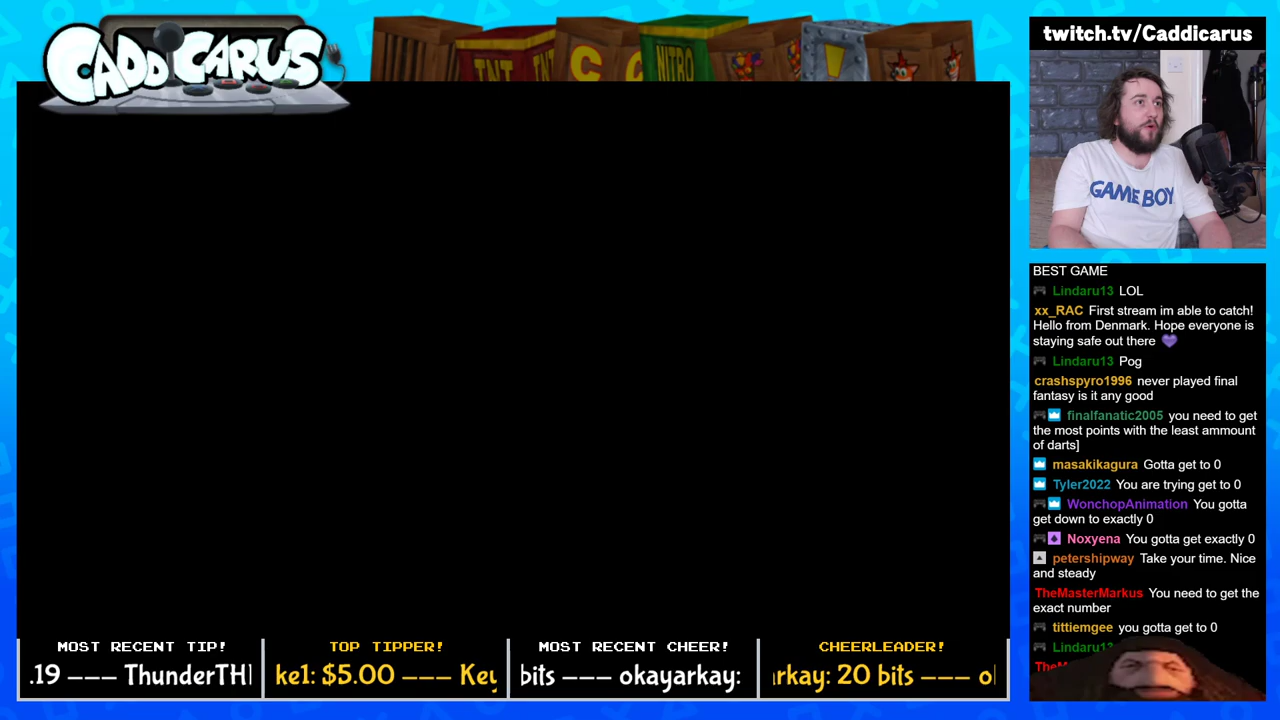 CADDICARUS
TNT
TNT
C
C
NITRO
twitch.tv/Caddicarus
GAME BOY
BEST GAME
Lindaru13 LOL
xx_RAC First stream im able to catch!
Hello from Denmark. Hope everyone is
staying safe out there
Lindaru13 Pog
crashspyro1996 never played final
fantasy is it any good
finalfanatic2005 you need to get
the most points with the least ammount
of darts]
masakikagura Gotta get to 0
Tyler2022 You are trying get to 0
WonchopAnimation You gotta
get down to exactly 0
Noxyena You gotta get exactly 0
petershipway Take your time. Nice
and steady
TheMasterMarkus You need to get the
exact number
tittiemgee you gotta get to 0
MOST RECENT TIP!
.19 --- ThunderTH
TOP TIPPER!
ke1: $5.00 --- Key
MOST RECENT CHEER!
bits --- okayarkay:
CHEERLEADER!
arkay: 20 bits --- o